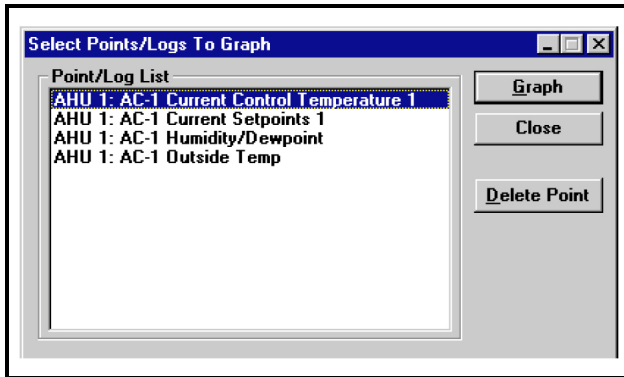 Select Points/Logs To Graph
Point/Log List
AHU 1: AC-1 Current Control Temperature 1
AHU 1: AC-1 Current Setpoints 1
AHU 1: AC-1 Humidity/Dewpoint
AHU 1: AC-1 Outside Temp
Graph
Close
Delete Point